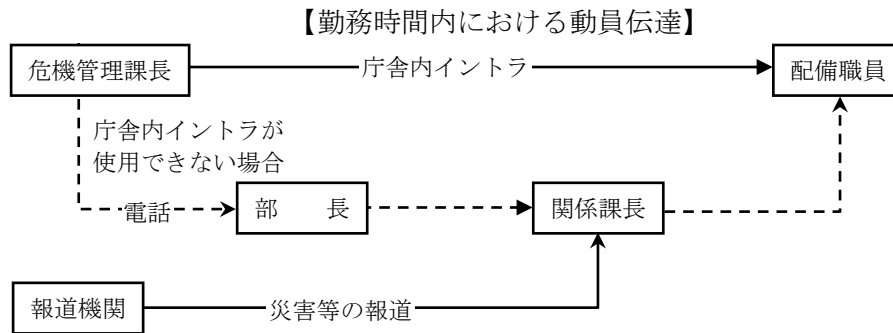 【勤務時間内における動員伝達】
危機管理課長
庁舎内イントラ
配備職員
庁舎内イントラが
使用できない場合
電話
部　　長
関係課長
報道機関
災害等の報道